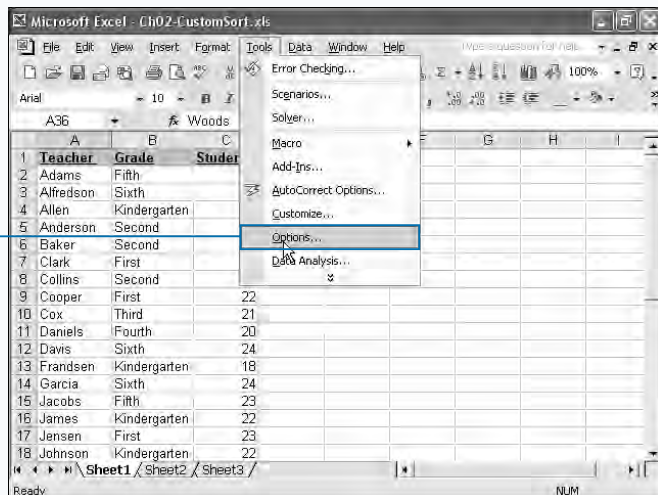 Microsoft Excel - Ch02-CustomSort.xls
File Edit View Insert Format Tools Data Window Help
100%
Arial 10 B I
A36 fx Woods
Error Checking...
Scenarios...
Solver...
Macro
Add-Ins...
AutoCorrect Options...
Customize...
Options...
Data Analysis...
A B C F G H I
1 Teacher Grade Studen
2 Adams Fifth
3 Alfredson Sixth
4 Allen Kindergarten
5 Anderson Second
6 Baker Second
7 Clark First
8 Collins Second
9 Cooper First 22
10 Cox Third 21
11 Daniels Fourth 20
12 Davis Sixth 24
13 Frandsen Kindergarten 18
14 Garcia Sixth 24
15 Jacobs Fifth 23
16 James Kindergarten 22
17 Jensen First 23
18 Johnson Kindergarten 22
Sheet1 Sheet2 Sheet3
Ready NUM